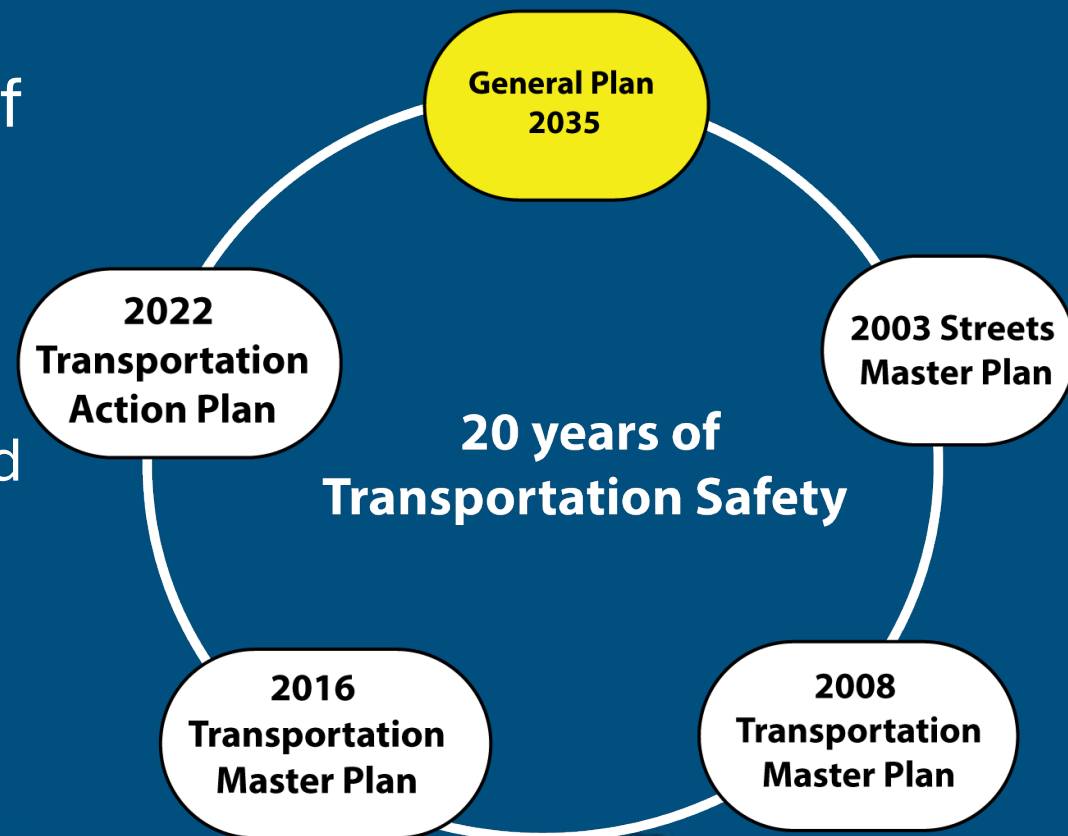 f
General Plan
2035
2003 Streets
Master Plan
2022
Transportation
Action Plan
20 years of
Transportation Safety
d
2016
Transportation
Master Plan
2008
Transportation
Master Plan